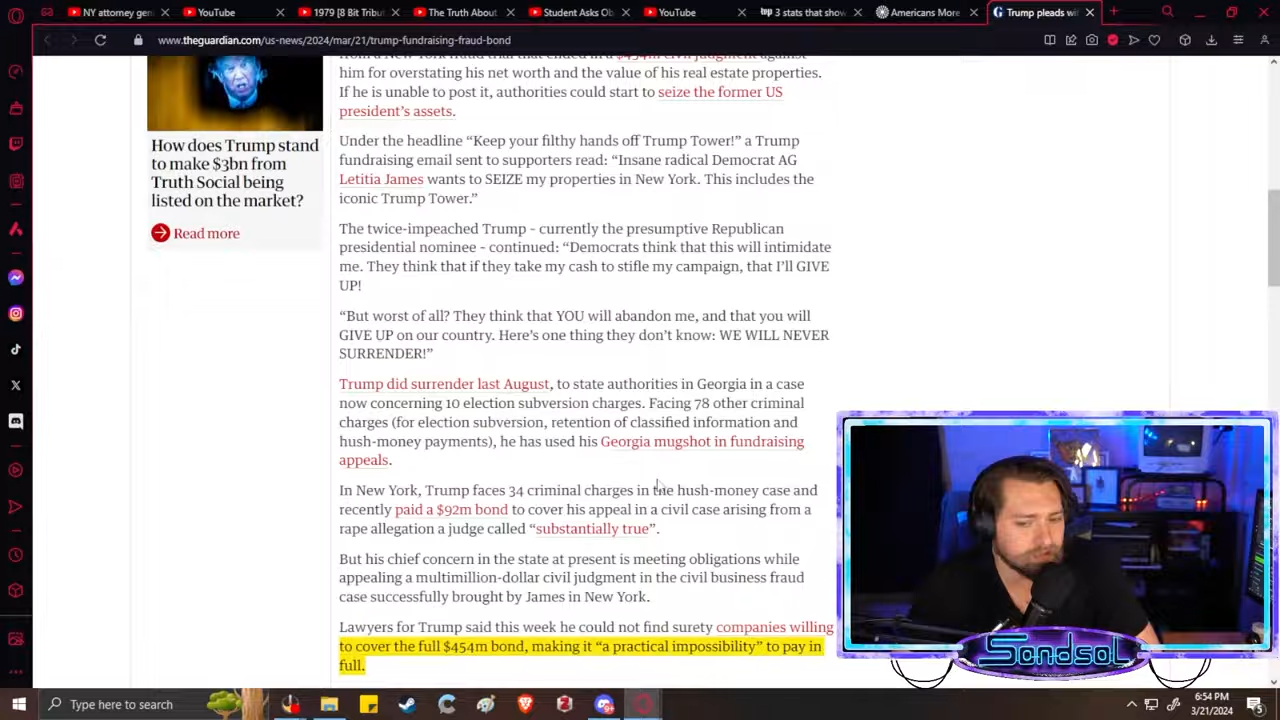 NY attorney gen
YouTube
1979 [8 Bit Tribut
The Truth About
Student Asks Ob
YouTube
3 stats that show
Americans More
Trump pleads wi
www.theguardian.com/us-news/2024/mar/21/trump-fundraising-fraud-bond
How does Trump stand
to make $3bn from
Truth Social being
listed on the market?
Read more
from a New York fraud trial that ended in a $454m civil judgment against
him for overstating his net worth and the value of his real estate properties.
If he is unable to post it, authorities could start to seize the former US
president's assets.
Under the headline “Keep your filthy hands off Trump Tower!” a Trump
fundraising email sent to supporters read: “Insane radical Democrat AG
Letitia James wants to SEIZE my properties in New York. This includes the
iconic Trump Tower.”
The twice-impeached Trump – currently the presumptive Republican
presidential nominee – continued: “Democrats think that this will intimidate
me. They think that if they take my cash to stifle my campaign, that I'll GIVE
UP!
“But worst of all? They think that YOU will abandon me, and that you will
GIVE UP on our country. Here's one thing they don't know: WE WILL NEVER
SURRENDER!”
Trump did surrender last August, to state authorities in Georgia in a case
now concerning 10 election subversion charges. Facing 78 other criminal
charges (for election subversion, retention of classified information and
hush-money payments), he has used his Georgia mugshot in fundraising
appeals.
In New York, Trump faces 34 criminal charges in the hush-money case and
recently paid a $92m bond to cover his appeal in a civil case arising from a
rape allegation a judge called “substantially true”.
But his chief concern in the state at present is meeting obligations while
appealing a multimillion-dollar civil judgment in the civil business fraud
case successfully brought by James in New York.
Lawyers for Trump said this week he could not find surety companies willing
to cover the full $454m bond, making it “a practical impossibility” to pay in
full.
Sondsol
Type here to search
6:54 PM
3/21/2024
5